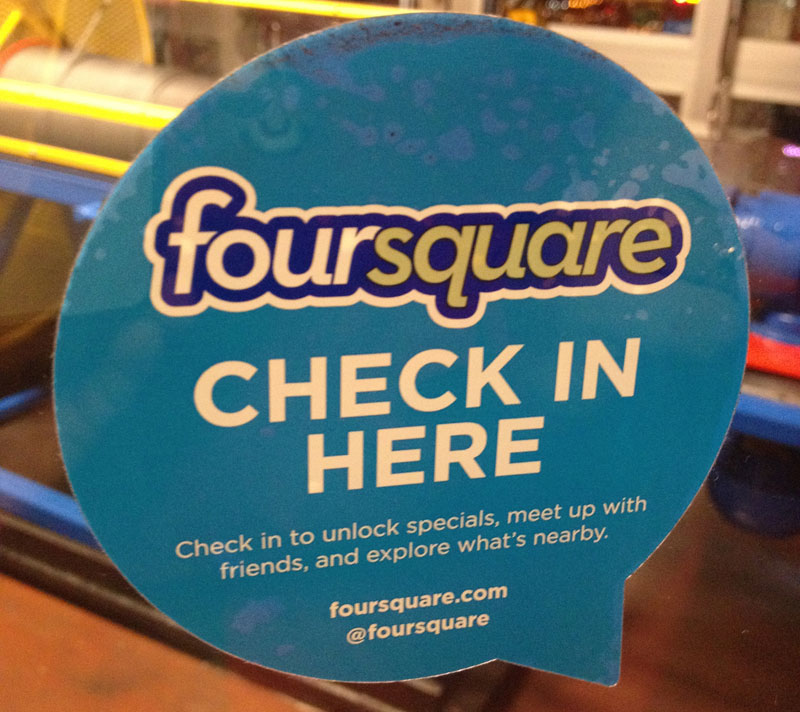 foursquare
CHECK IN
HERE
Check in to unlock specials, meet up with
friends, and explore what's nearby.
foursquare.com
@foursquare